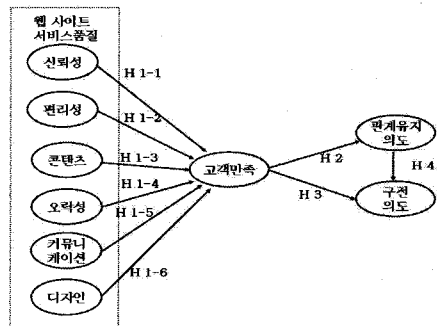 웹 사이트
서비스품질
신뢰성
H 1-1
편리성
H 1-2
콘텐츠
H 1-3
H 1-4
오락성
H 1-5
커뮤니
케이션
H 1-6
디자인
고객만족
H 2
H 3
관계유지
의도
H 4
구전
의도